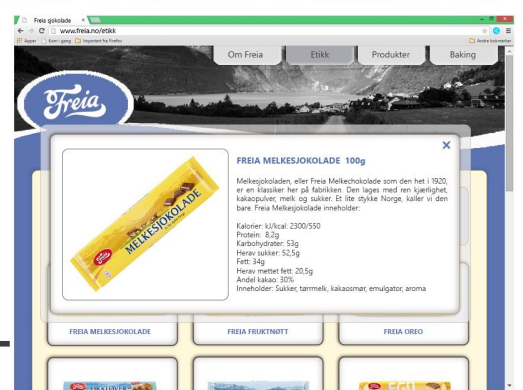 Freia sjokolade
www.freia.no/etikk
Apper
Kom i gang
Importert fra Firefox
Andre bokmerker
Om Freia
Etikk
Produkter
Baking
Freia
FREIA MELKESJOKOLADE 100g
Melkesjokoladen, eller Freia Melkechokolade som den het i 1920,
er en klassiker her på fabrikken. Den lages med ren kjærlighet,
kakaopulver, melk og sukker. Et lite stykke Norge, kaller vi den
bare. Freia Melkesjokolade inneholder:
Kalorier: kJ/kcal: 2300/550
Protein: 8,2g
Karbohydrater: 53g
Herav sukker: 52,5g
Fett: 34g
Herav mettet fett: 20,5g
Andel kakao: 30%
Inneholder: Sukker, tørrmelk, kakaosmør, emulgator, aroma
Freia
MELKESJOKOLADE
FREIA MELKESJOKOLADE
FREIA FRUKTNØTT
FREIA OREO